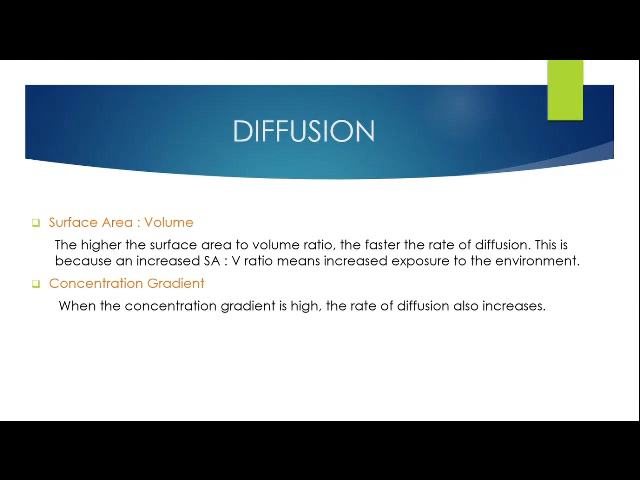 DIFFUSION
Surface Area : Volume
The higher the surface area to volume ratio, the faster the rate of diffusion. This is
because an increased SA : V ratio means increased exposure to the environment.
Concentration Gradient
When the concentration gradient is high, the rate of diffusion also increases.